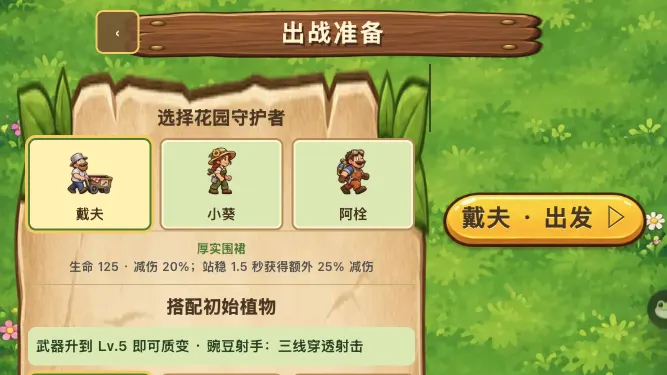 出战准备
选择花园守护者
戴夫
小葵
阿栓
厚实围裙
生命 125 · 减伤 20%；站稳 1.5 秒获得额外 25% 减伤
戴夫 · 出发 ▷
搭配初始植物
武器升到 Lv.5 即可质变 · 豌豆射手：三线穿透射击